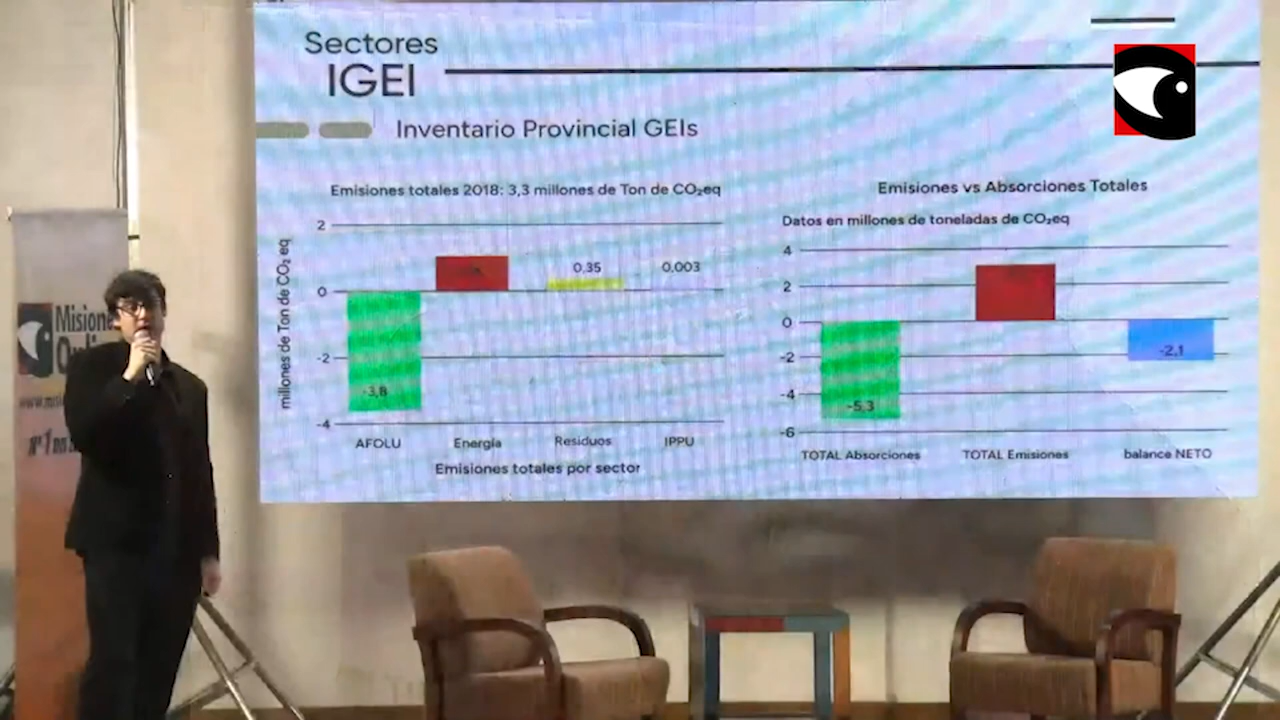 Sectores
IGEI
Inventario Provincial GEIs
Emisiones totales 2018: 3,3 millones de Ton de CO₂eq
millones de Ton de CO₂ eq
2
0
-2
-4
0,35
0,003
-3,8
AFOLU
Energía
Residuos
IPPU
Emisiones totales por sector
Emisiones vs Absorciones Totales
Datos en millones de toneladas de CO₂eq
4
2
0
-2
-4
-6
-2,1
-5,3
TOTAL Absorciones
TOTAL Emisiones
balance NETO